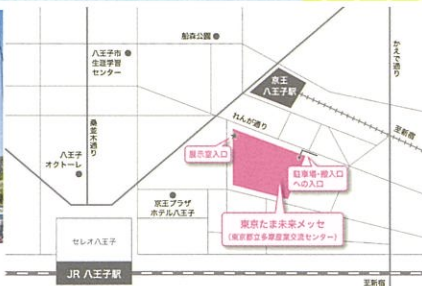 船森公園
八王子市
生涯学習
センター
京王
八王子駅
かえで通り
桑並木通り
れんが通り
至新宿
展示室入口
八王子
オクトーレ
駐車場・搬入口
への入口
京王プラザ
ホテル八王子
東京たま未来メッセ
(東京都立多摩産業交流センター)
セレオ八王子
JR 八王子駅
至新宿